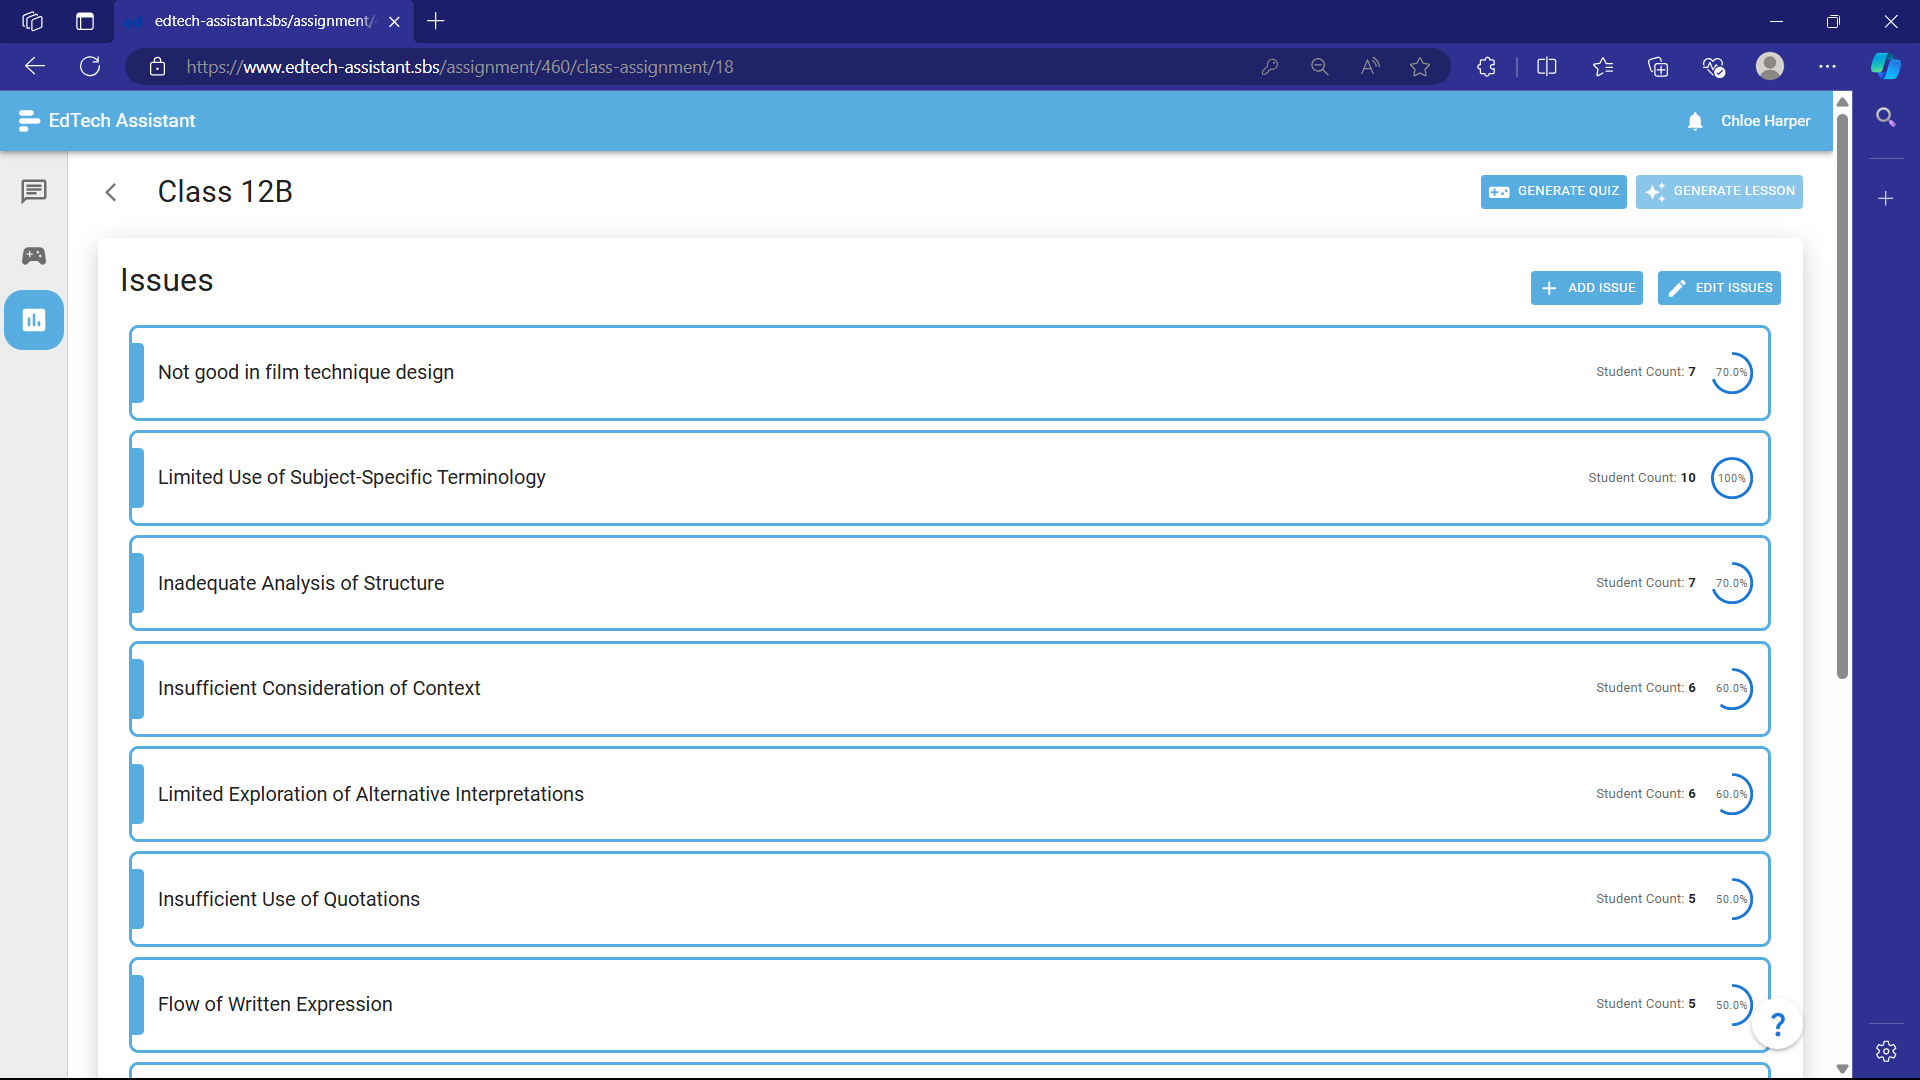 edtech-assistant.sbs/assignment/
https://www.edtech-assistant.sbs/assignment/460/class-assignment/18
EdTech Assistant
Chloe Harper
Class 12B
GENERATE QUIZ
GENERATE LESSON
Issues
ADD ISSUE
EDIT ISSUES
Not good in film technique design
Student Count: 7
70.0%
Limited Use of Subject-Specific Terminology
Student Count: 10
100%
Inadequate Analysis of Structure
Student Count: 7
70.0%
Insufficient Consideration of Context
Student Count: 6
60.0%
Limited Exploration of Alternative Interpretations
Student Count: 6
60.0%
Insufficient Use of Quotations
Student Count: 5
50.0%
Flow of Written Expression
Student Count: 5
50.0%
?